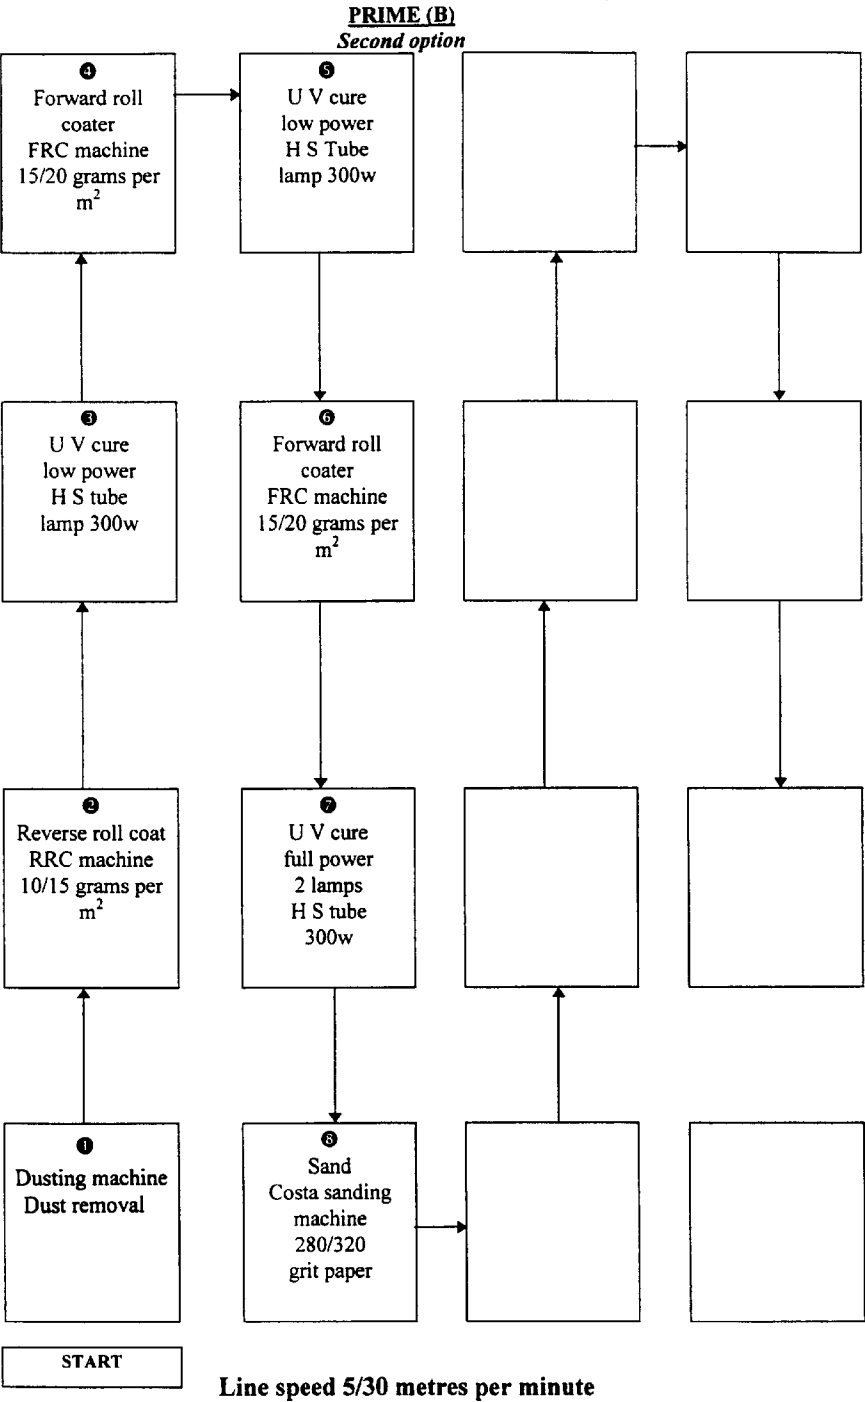 PRIME (B)
Second option
❹
Forward roll
coater
FRC machine
15/20 grams per
m²
❺
U V cure
low power
H S Tube
lamp 300w
❸
U V cure
low power
H S tube
lamp 300w
❻
Forward roll
coater
FRC machine
15/20 grams per
m²
❷
Reverse roll coat
RRC machine
10/15 grams per
m²
❼
U V cure
full power
2 lamps
H S tube
300w
❶
Dusting machine
Dust removal
❽
Sand
Costa sanding
machine
280/320
grit paper
START
Line speed 5/30 metres per minute